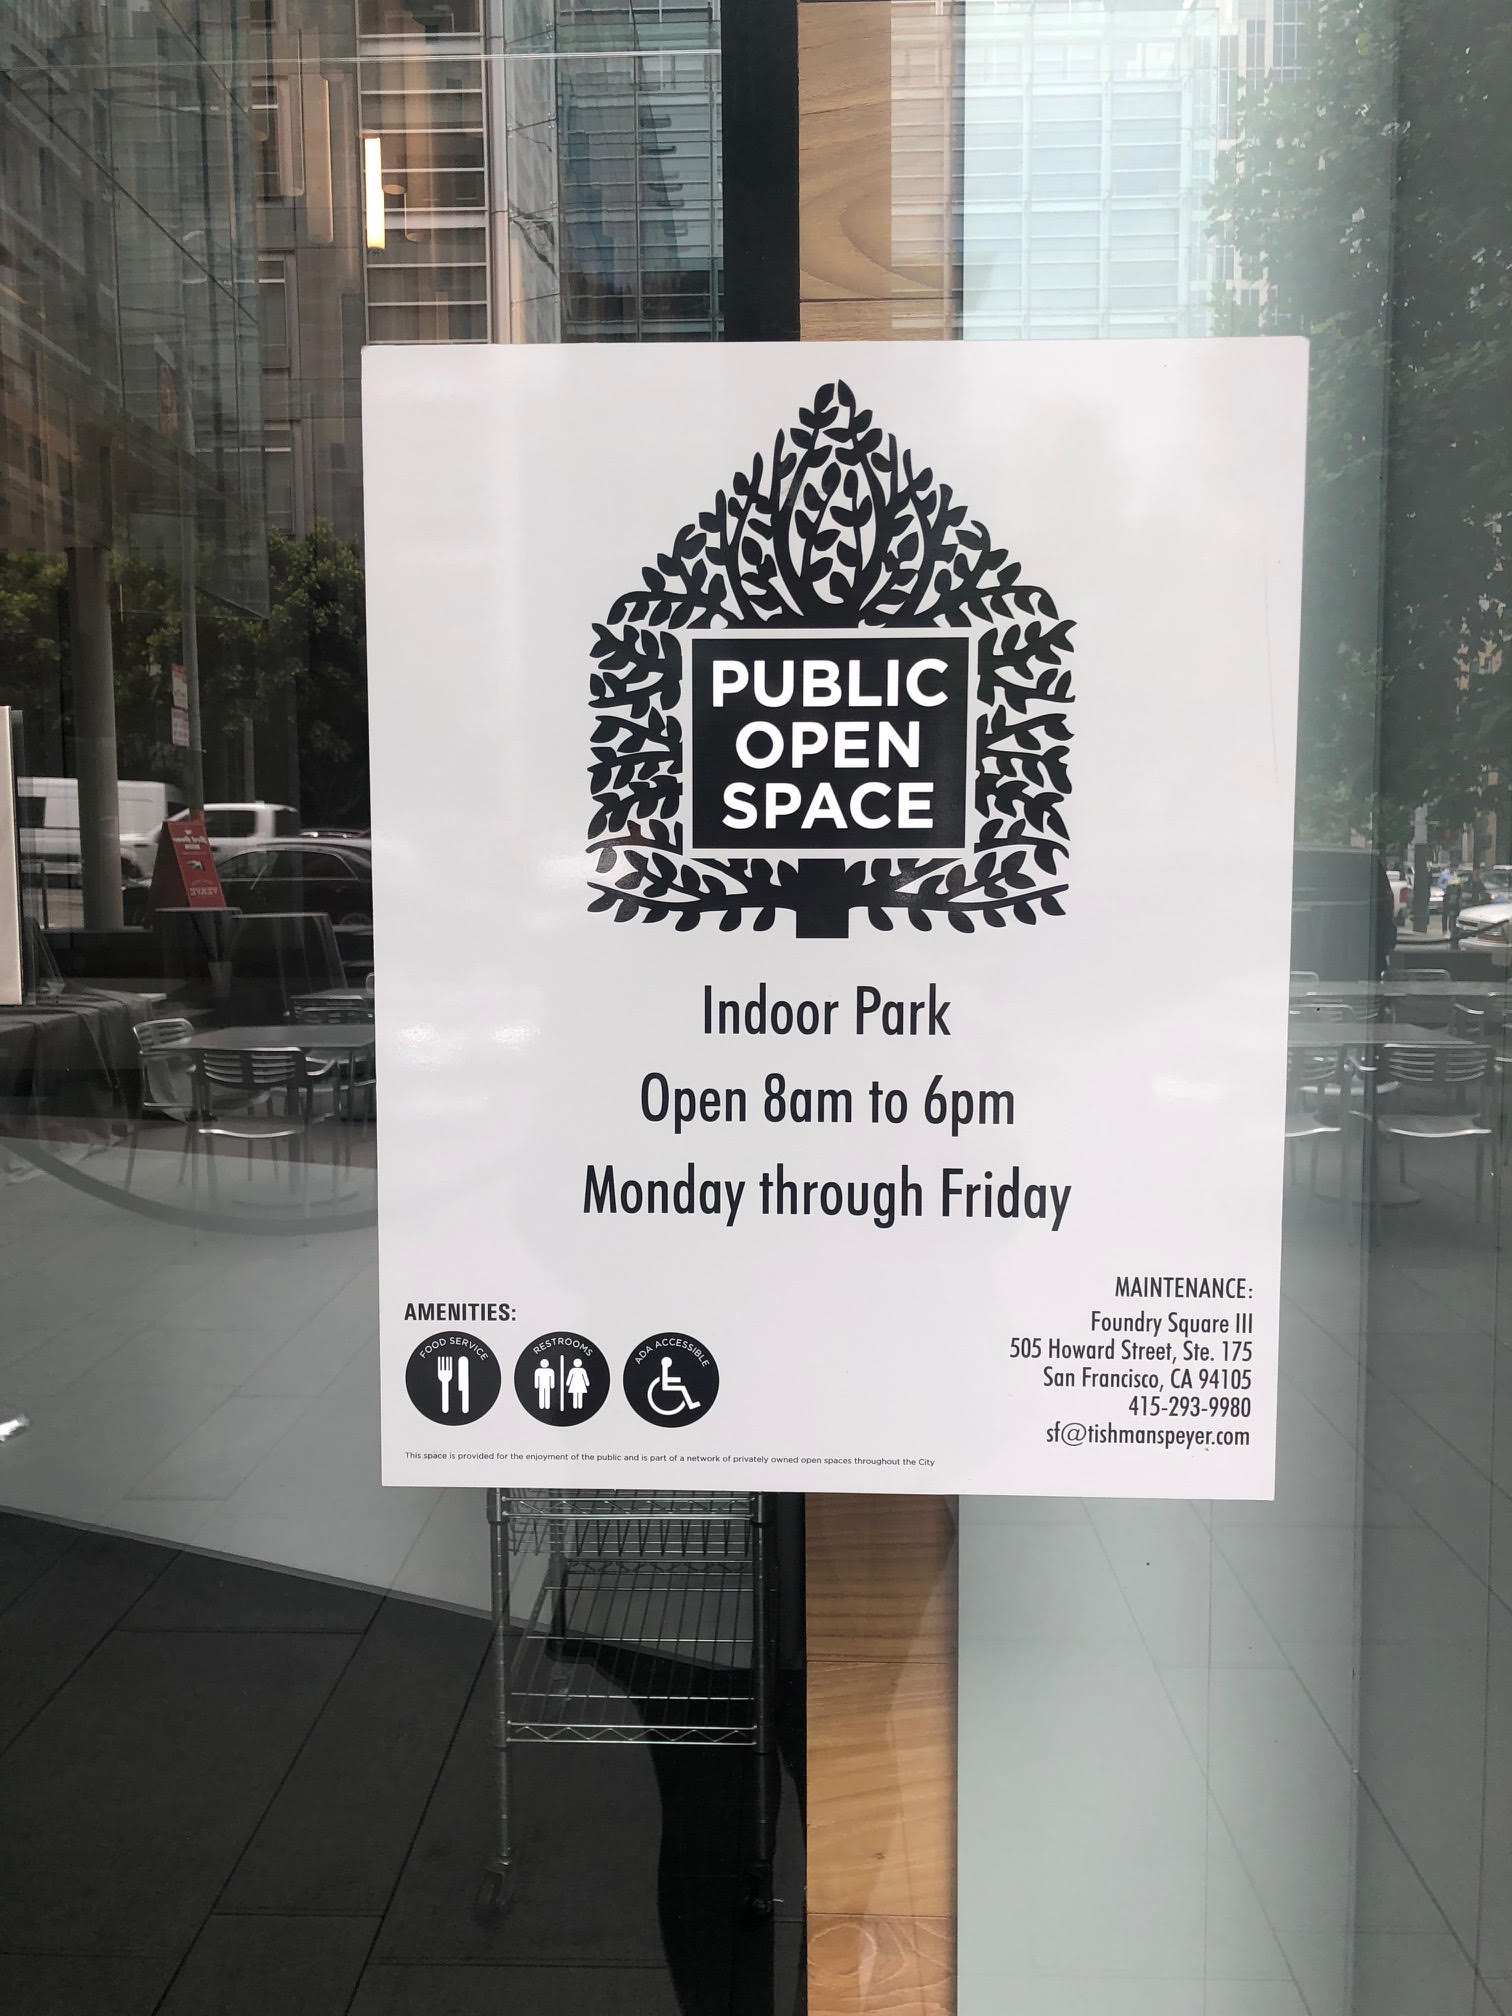 PUBLIC
OPEN
SPACE
Indoor Park
Open 8am to 6pm
Monday through Friday
AMENITIES:
FOOD SERVICE
RESTROOMS
ADA ACCESSIBLE
MAINTENANCE:
Foundry Square III
505 Howard Street, Ste. 175
San Francisco, CA 94105
415-293-9980
sf@tishmanspeyer.com
This space is provided for the enjoyment of the public and is part of a network of privately owned open spaces throughout the City